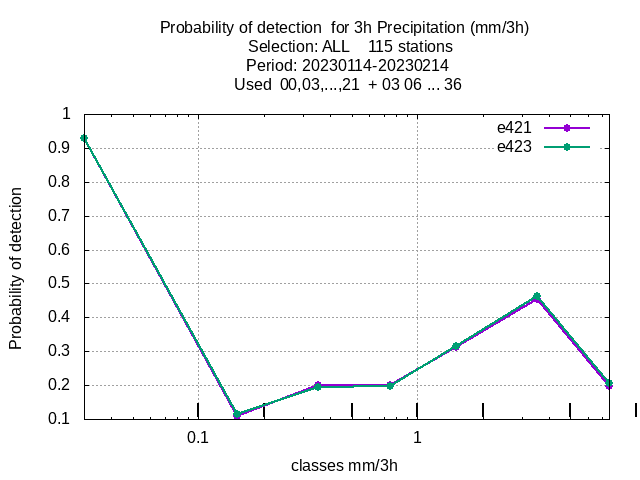 Probability of detection  for 3h Precipitation (mm/3h)
Selection: ALL    115 stations
Period: 20230114-20230214
Used  00,03,...,21  + 03 06 ... 36
e421
e423
1
0.9
0.8
0.7
0.6
0.5
0.4
0.3
0.2
0.1
Probability of detection
0.1
1
classes mm/3h